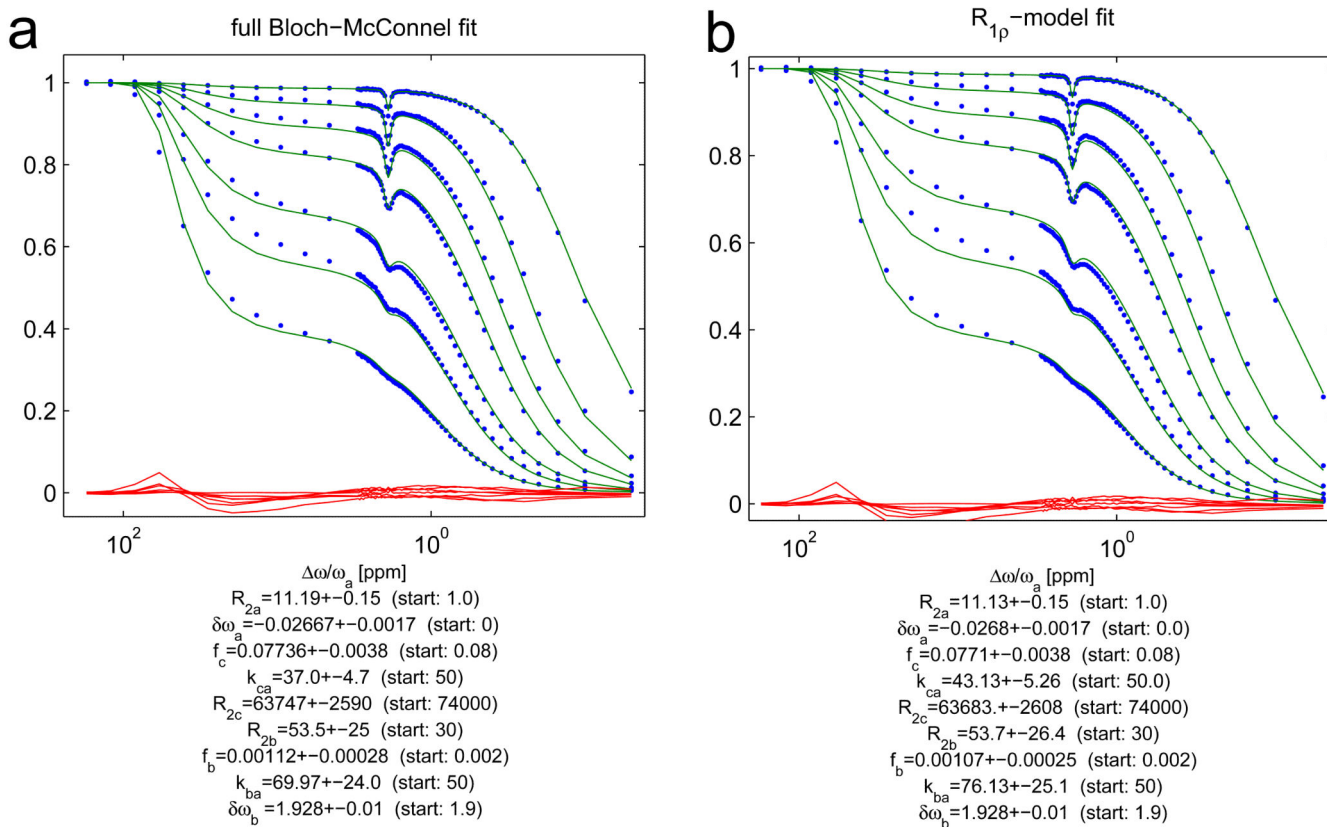 a
full Bloch−McConnel fit
1
0.8
0.6
0.4
0.2
0
10² 10⁰
Δω/ω_a [ppm]
R_2a=11.19+−0.15 (start: 1.0)
δω_a=−0.02667+−0.0017 (start: 0)
f_c=0.07736+−0.0038 (start: 0.08)
k_ca=37.0+−4.7 (start: 50)
R_2c=63747+−2590 (start: 74000)
R_2b=53.5+−25 (start: 30)
f_b=0.00112+−0.00028 (start: 0.002)
k_ba=69.97+−24.0 (start: 50)
δω_b=1.928+−0.01 (start: 1.9)
b
R_1ρ−model fit
1
0.8
0.6
0.4
0.2
0
10² 10⁰
Δω/ω_a [ppm]
R_2a=11.13+−0.15 (start: 1.0)
δω_a=−0.0268+−0.0017 (start: 0.0)
f_c=0.0771+−0.0038 (start: 0.08)
k_ca=43.13+−5.26 (start: 50.0)
R_2c=63683.+−2608 (start: 74000)
R_2b=53.7+−26.4 (start: 30)
f_b=0.00107+−0.00025 (start: 0.002)
k_ba=76.13+−25.1 (start: 50)
δω_b=1.928+−0.01 (start: 1.9)